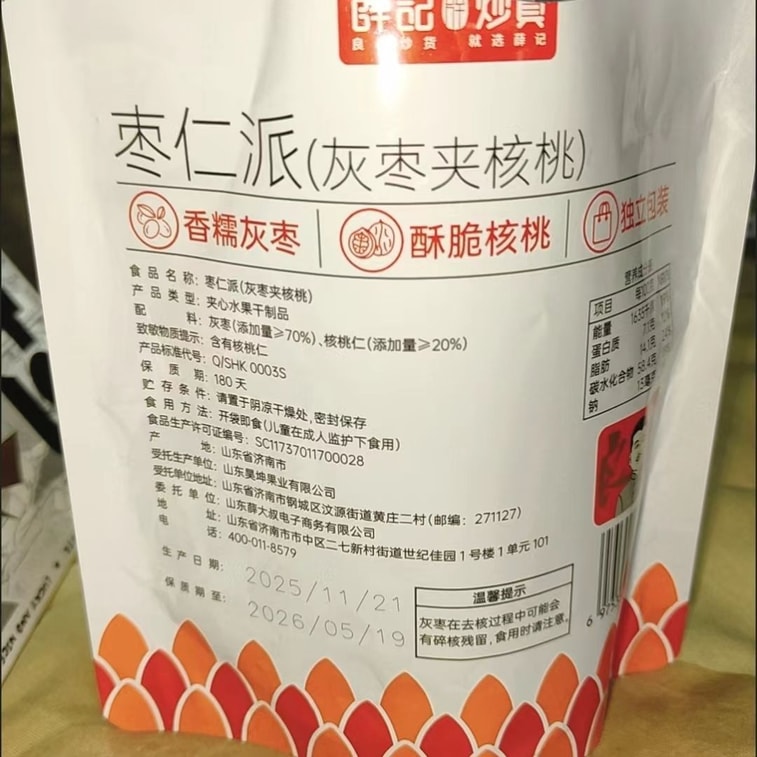 薛记炒货
良心炒货 就选薛记
枣仁派(灰枣夹核桃)
香糯灰枣
酥脆核桃
独立包装
食品名称：枣仁派(灰枣夹核桃)
产品类型：夹心水果干制品
配料：灰枣(添加量≥70%)、核桃仁(添加量≥20%)
致敏物质提示：含有核桃仁
产品标准代号：Q/SHK 0003S
保质期：180天
贮存条件：请置于阴凉干燥处,密封保存
食用方法：开袋即食(儿童在成人监护下食用)
食品生产许可证编号：SC11737011700028
产地：山东省济南市
受托生产单位：山东昊坤果业有限公司
受托单位地址：山东省济南市钢城区汶源街道黄庄二村(邮编：271127)
委托单位：山东薛大叔电子商务有限公司
地址：山东省济南市市中区二七新村街道世纪佳园1号楼1单元101
电话：400-011-8579
生产日期：2025/11/21
保质期至：2026/05/19
温馨提示
灰枣在去核过程中可能会
有碎核残留,食用时请注意。
项目
能量
蛋白质
脂肪
碳水化合物
钠